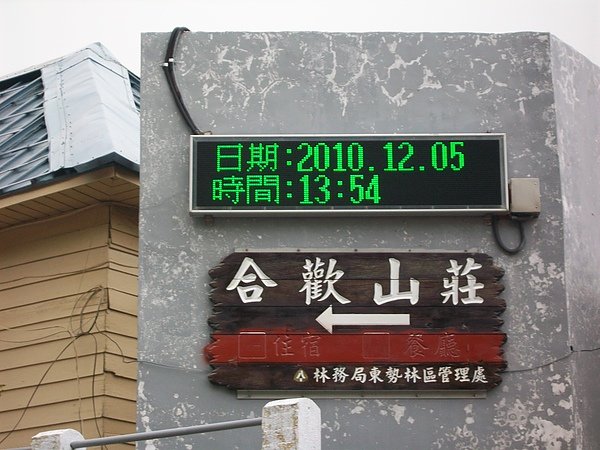 日期:2010.12.05
時間:13:54
合歡山莊
住宿 餐廳
林務局東勢林區管理處